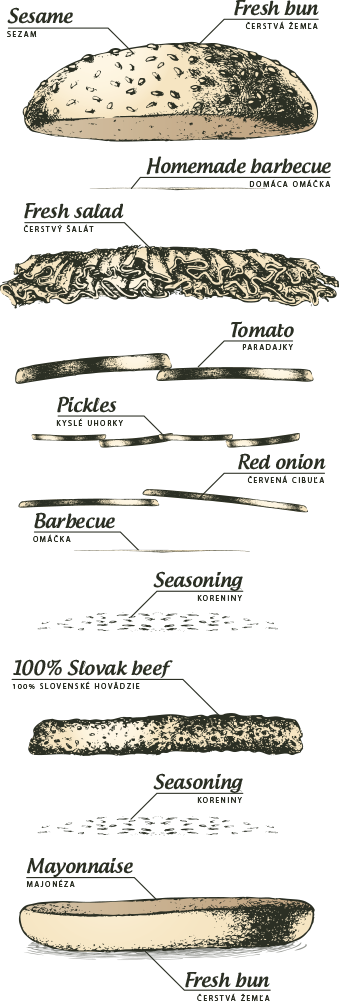 Sesame
SEZAM
Fresh bun
ČERSTVÁ ŽEMĽA
Homemade barbecue
DOMÁCA OMÁČKA
Fresh salad
ČERSTVÝ ŠALÁT
Tomato
PARADAJKY
Pickles
KYSLÉ UHORKY
Red onion
ČERVENÁ CIBUĽA
Barbecue
OMÁČKA
Seasoning
KORENINY
100% Slovak beef
100% SLOVENSKÉ HOVÄDZIE
Seasoning
KORENINY
Mayonnaise
MAJONÉZA
Fresh bun
ČERSTVÁ ŽEMĽA